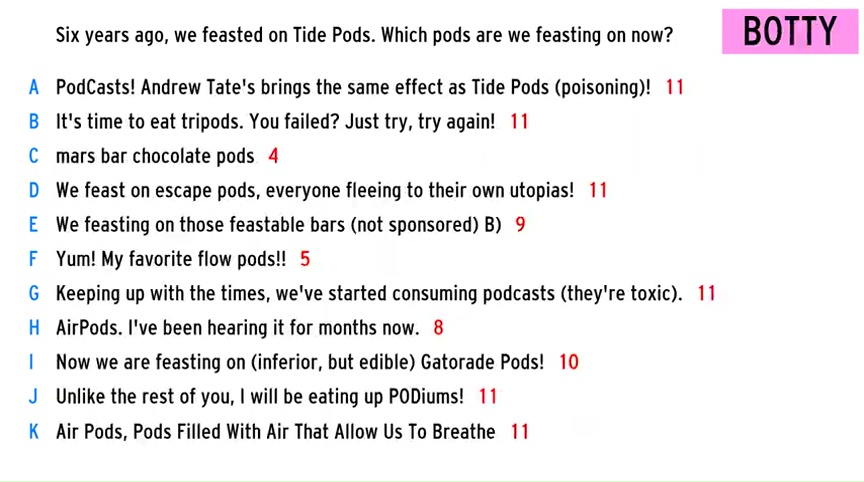 Six years ago, we feasted on Tide Pods. Which pods are we feasting on now?
BOTTY
A PodCasts! Andrew Tate's brings the same effect as Tide Pods (poisoning)! 11
B It's time to eat tripods. You failed? Just try, try again! 11
C mars bar chocolate pods 4
D We feast on escape pods, everyone fleeing to their own utopias! 11
E We feasting on those feastable bars (not sponsored) B) 9
F Yum! My favorite flow pods!! 5
G Keeping up with the times, we've started consuming podcasts (they're toxic). 11
H AirPods. I've been hearing it for months now. 8
I Now we are feasting on (inferior, but edible) Gatorade Pods! 10
J Unlike the rest of you, I will be eating up PODiums! 11
K Air Pods, Pods Filled With Air That Allow Us To Breathe 11